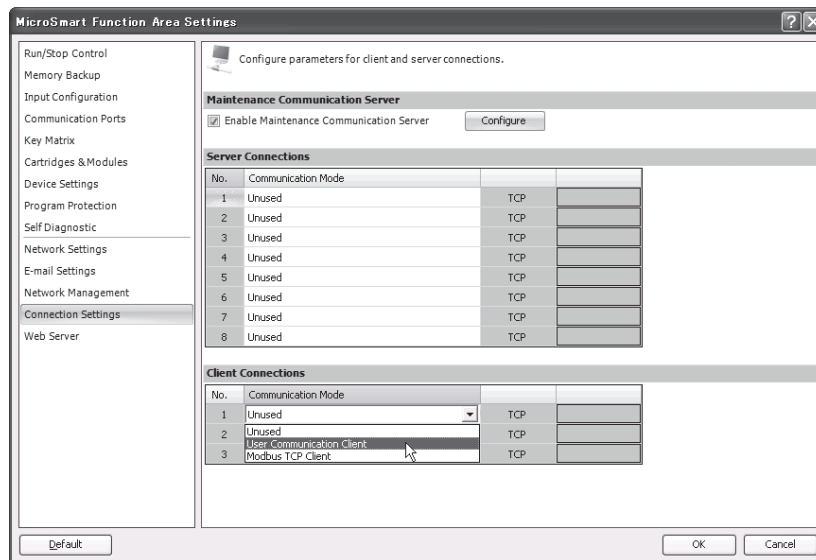 MicroSmart Function Area Settings
Run/Stop Control
Memory Backup
Input Configuration
Communication Ports
Key Matrix
Cartridges & Modules
Device Settings
Program Protection
Self Diagnostic
Network Settings
E-mail Settings
Network Management
Connection Settings
Web Server
Configure parameters for client and server connections.
Maintenance Communication Server
Enable Maintenance Communication Server Configure
Server Connections
No. Communication Mode
1 Unused TCP
2 Unused TCP
3 Unused TCP
4 Unused TCP
5 Unused TCP
6 Unused TCP
7 Unused TCP
8 Unused TCP
Client Connections
No. Communication Mode
1 Unused TCP
2 Unused TCP
User Communication Client
3 Modbus TCP Client TCP
Default OK Cancel